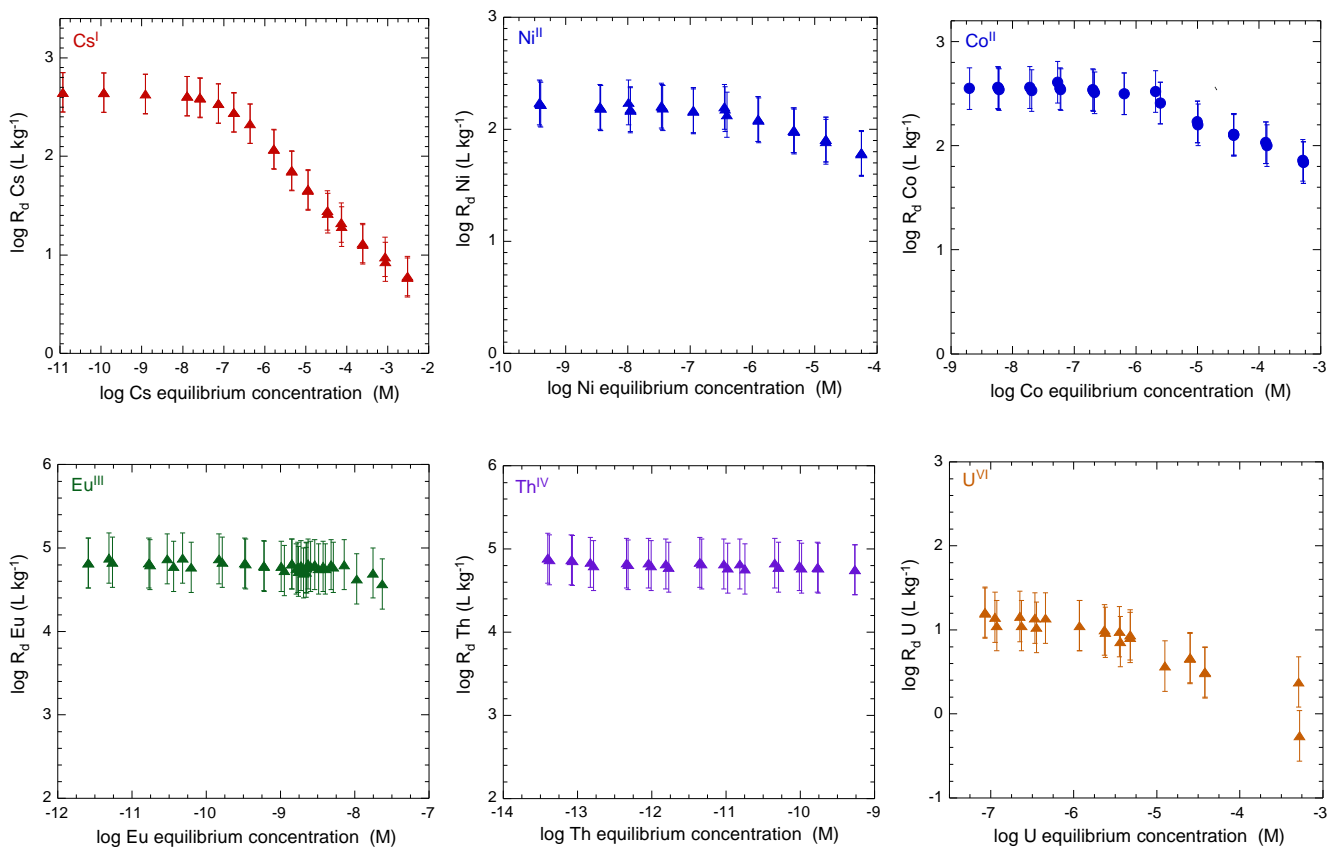 Cs^I
3
2
1
0
log R_d Cs (L kg^-1)
-11 -10 -9 -8 -7 -6 -5 -4 -3 -2
log Cs equilibrium concentration (M)
Ni^II
3
2
1
0
log R_d Ni (L kg^-1)
-10 -9 -8 -7 -6 -5 -4
log Ni equilibrium concentration (M)
Co^II
3
2
1
0
log R_d Co (L kg^-1)
-9 -8 -7 -6 -5 -4 -3
log Co equilibrium concentration (M)
Eu^III
6
5
4
3
2
log R_d Eu (L kg^-1)
-12 -11 -10 -9 -8 -7
log Eu equilibrium concentration (M)
Th^IV
6
5
4
3
2
log R_d Th (L kg^-1)
-14 -13 -12 -11 -10 -9
log Th equilibrium concentration (M)
U^VI
3
2
1
0
-1
log R_d U (L kg^-1)
-7 -6 -5 -4 -3
log U equilibrium concentration (M)